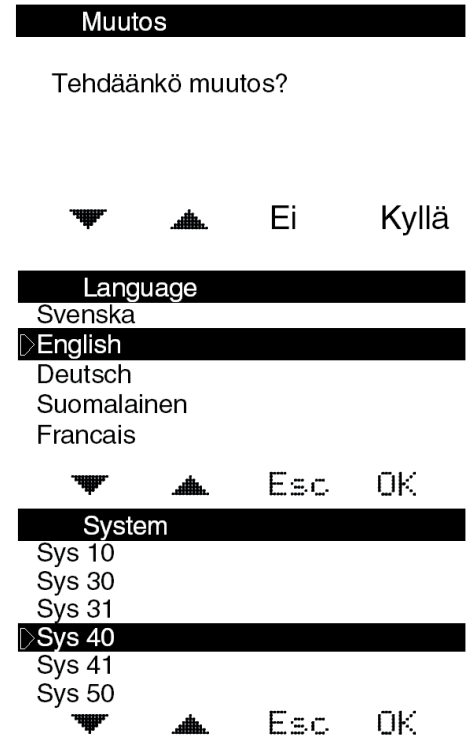 Muutos
Tehdäänkö muutos?
Ei Kyllä
Language
Svenska
English
Deutsch
Suomalainen
Francais
Esc OK
System
Sys 10
Sys 30
Sys 31
Sys 40
Sys 41
Sys 50
Esc OK